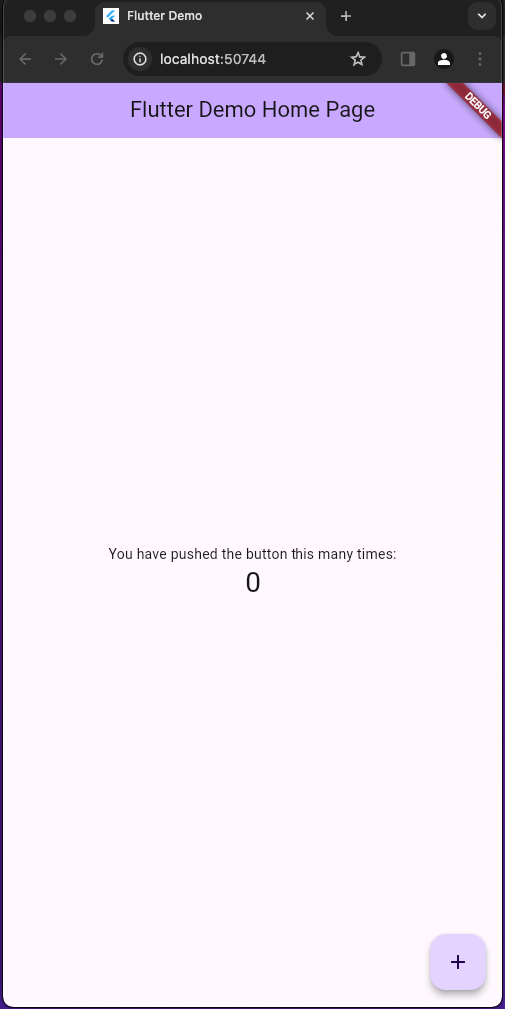 Flutter Demo
localhost:50744
Flutter Demo Home Page
DEBUG
You have pushed the button this many times:
0